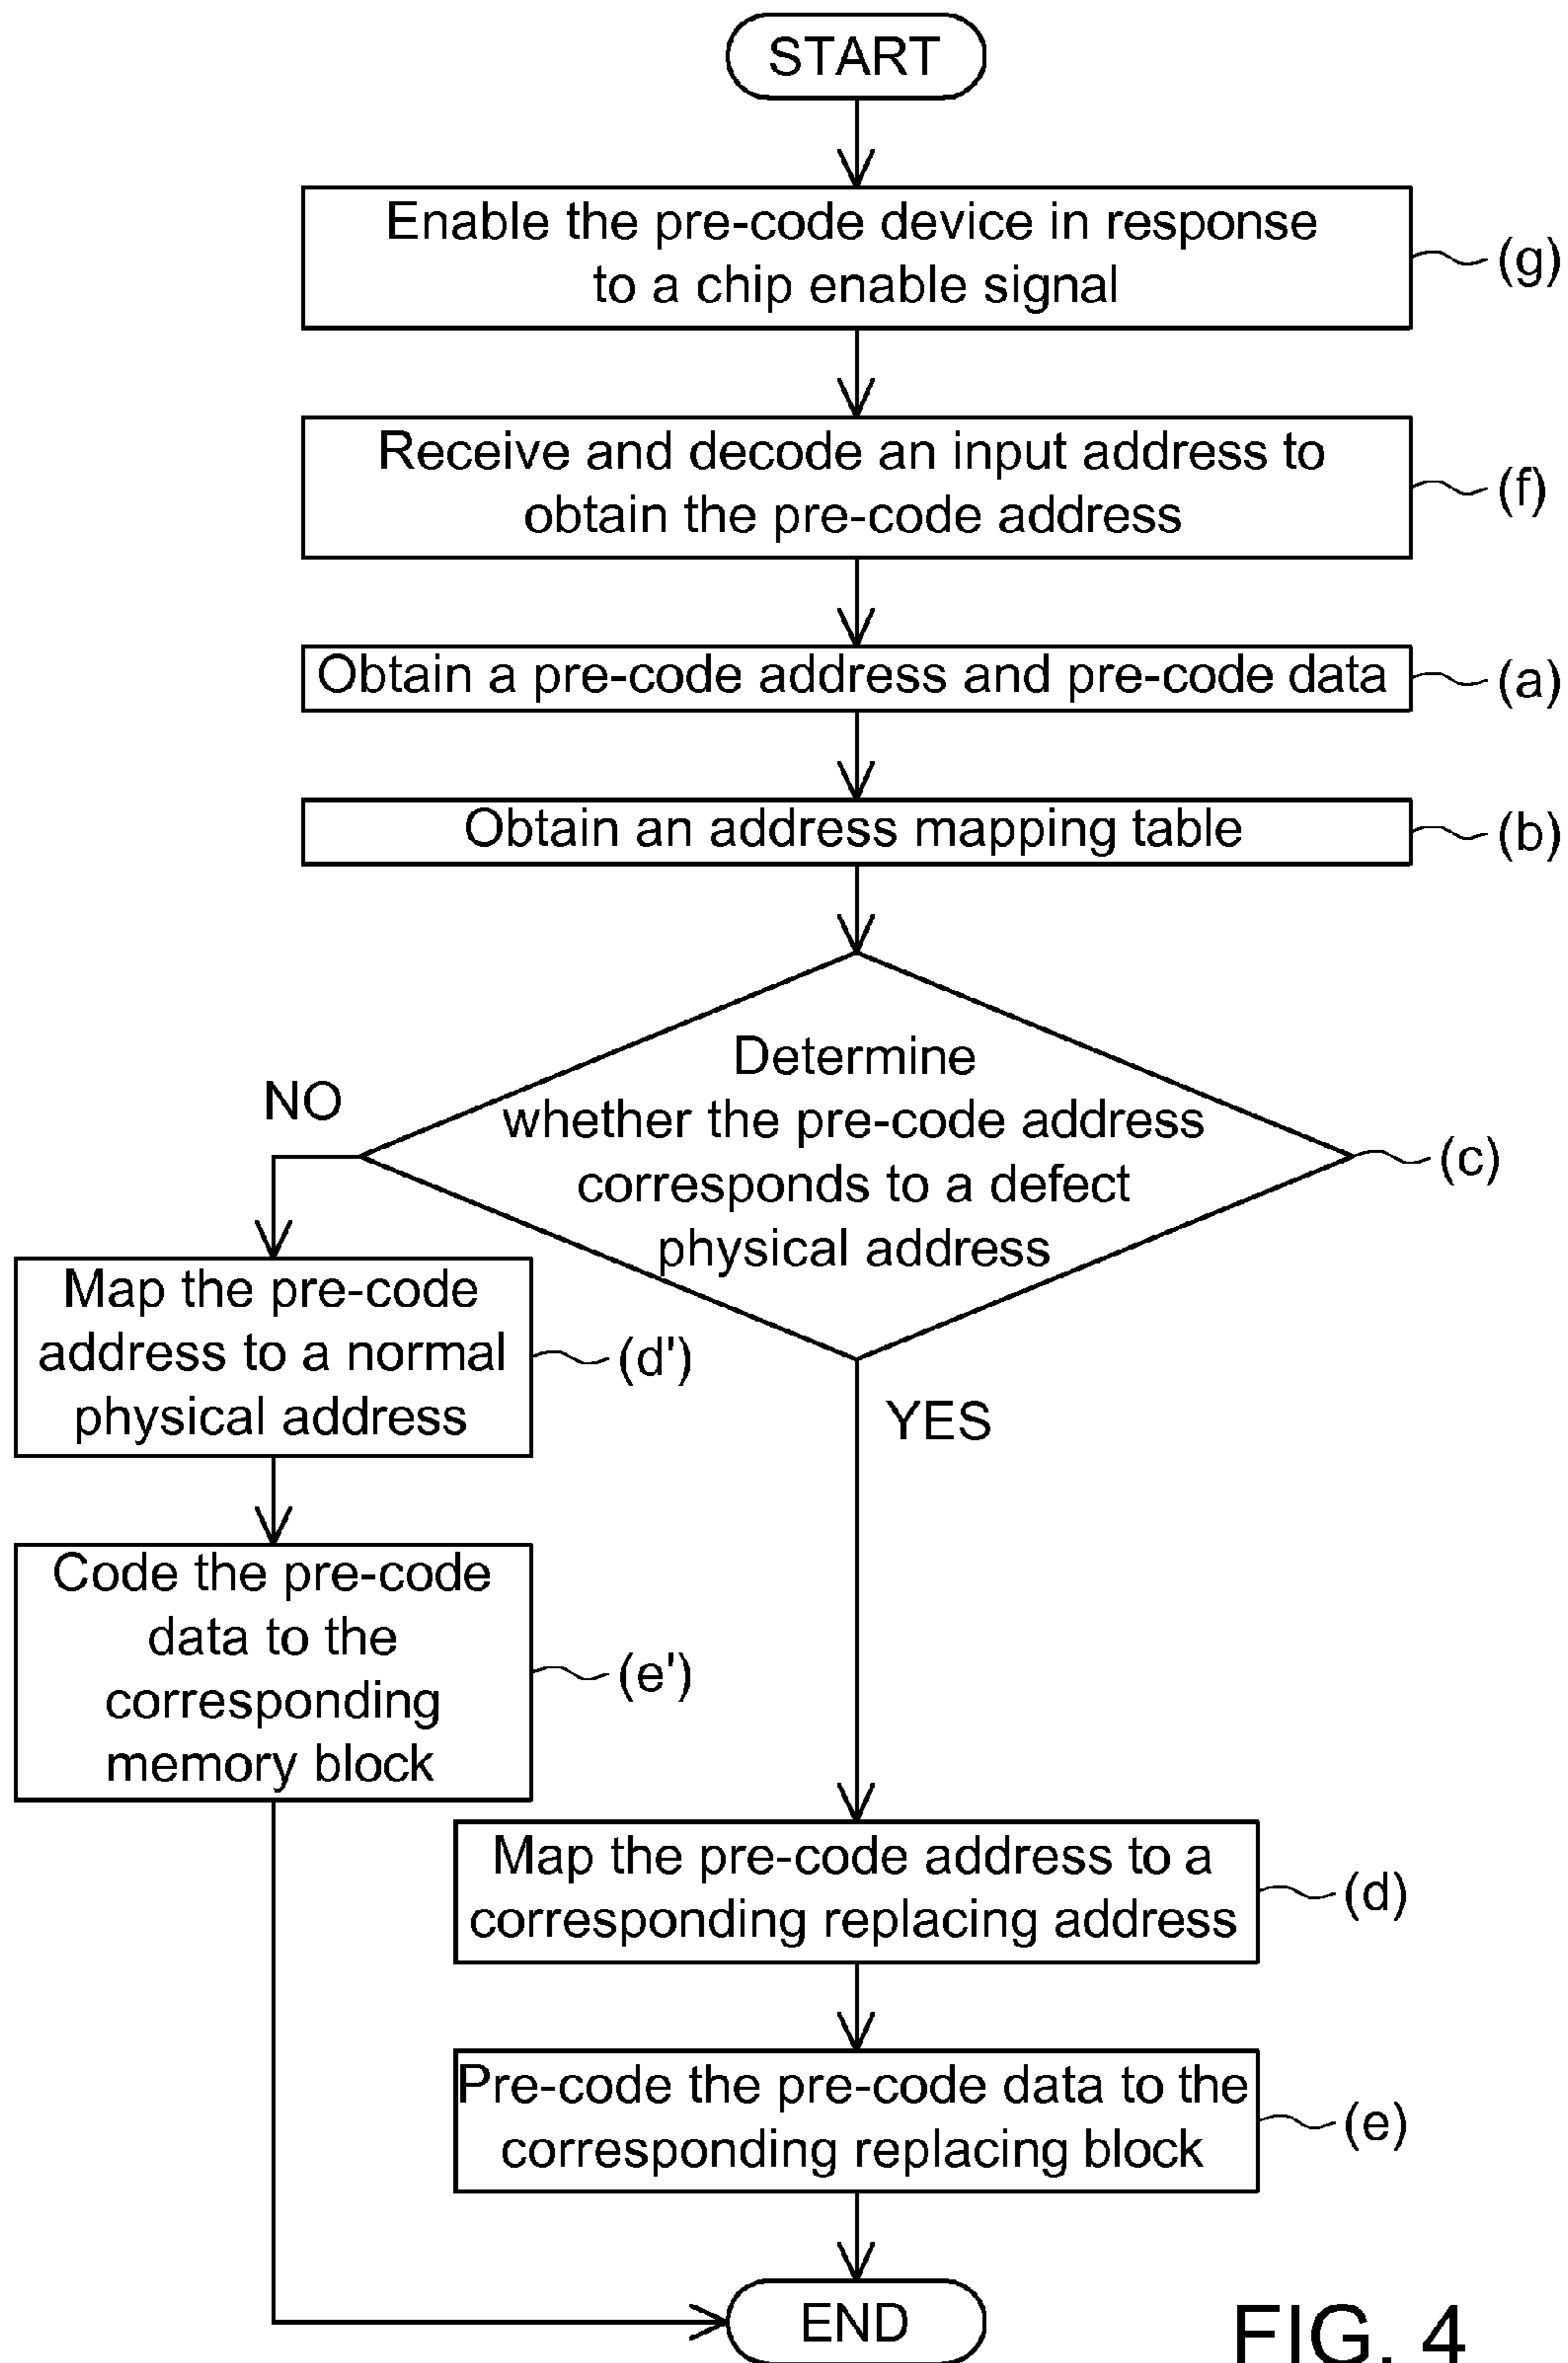 START
Enable the pre-code device in response
to a chip enable signal
(g)
Receive and decode an input address to
obtain the pre-code address
(f)
Obtain a pre-code address and pre-code data
(a)
Obtain an address mapping table
(b)
Determine
whether the pre-code address
corresponds to a defect
physical address
(c)
NO
YES
Map the pre-code
address to a normal
physical address
(d')
Code the pre-code
data to the
corresponding
memory block
(e')
Map the pre-code address to a
corresponding replacing address
(d)
Pre-code the pre-code data to the
corresponding replacing block
(e)
END
FIG. 4